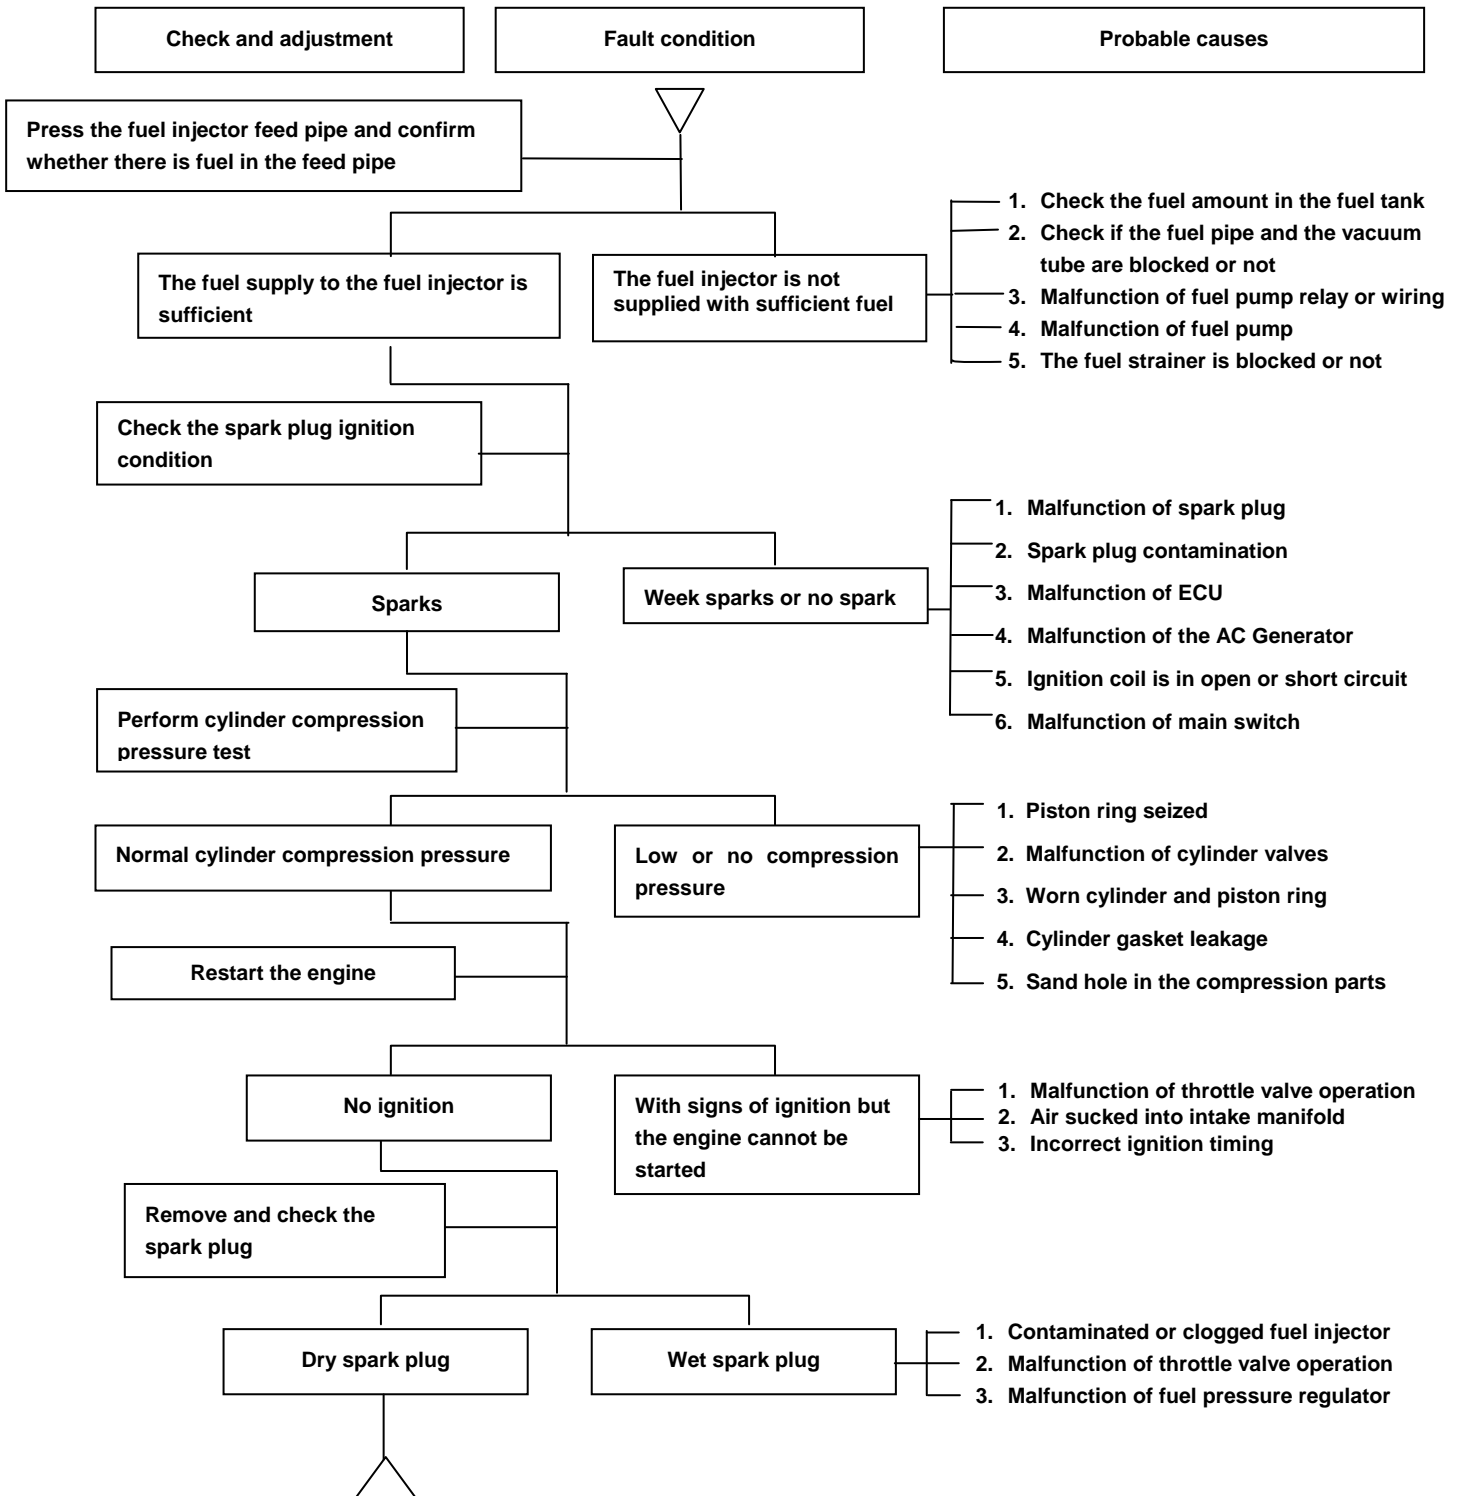 Check and adjustment
Fault condition
Probable causes
Press the fuel injector feed pipe and confirm
whether there is fuel in the feed pipe
The fuel supply to the fuel injector is
sufficient
The fuel injector is not
supplied with sufficient fuel
1. Check the fuel amount in the fuel tank
2. Check if the fuel pipe and the vacuum
tube are blocked or not
3. Malfunction of fuel pump relay or wiring
4. Malfunction of fuel pump
5. The fuel strainer is blocked or not
Check the spark plug ignition
condition
Sparks
Week sparks or no spark
1. Malfunction of spark plug
2. Spark plug contamination
3. Malfunction of ECU
4. Malfunction of the AC Generator
5. Ignition coil is in open or short circuit
6. Malfunction of main switch
Perform cylinder compression
pressure test
Normal cylinder compression pressure
Low or no compression
pressure
1. Piston ring seized
2. Malfunction of cylinder valves
3. Worn cylinder and piston ring
4. Cylinder gasket leakage
5. Sand hole in the compression parts
Restart the engine
No ignition
With signs of ignition but
the engine cannot be
started
1. Malfunction of throttle valve operation
2. Air sucked into intake manifold
3. Incorrect ignition timing
Remove and check the
spark plug
Dry spark plug
Wet spark plug
1. Contaminated or clogged fuel injector
2. Malfunction of throttle valve operation
3. Malfunction of fuel pressure regulator